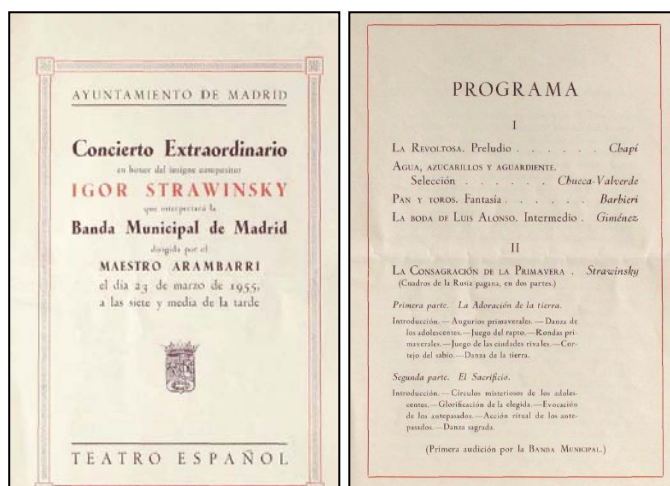 AYUNTAMIENTO DE MADRID
Concierto Extraordinario
en honor del insigne compositor
IGOR STRAWINSKY
que interpretará la
Banda Municipal de Madrid
dirigida por el
MAESTRO ARAMBARRI
el día 23 de marzo de 1955,
a las siete y media de la tarde
TEATRO ESPAÑOL
PROGRAMA
I
LA REVOLTOSA. Preludio . . . . . . Chapí
AGUA, AZUCARILLOS Y AGUARDIENTE.
Selección . . . . . . Chueca-Valverde
PAN Y TOROS. Fantasía . . . . . . Barbieri
LA BODA DE LUIS ALONSO. Intermedio . Giménez
II
LA CONSAGRACIÓN DE LA PRIMAVERA . Strawinsky
(Cuadros de la Rusia pagana, en dos partes.)
Primera parte. La Adoración de la tierra.
Introducción.—Augurios primaverales.—Danza de
los adolescentes.—Juego del rapto.—Rondas pri-
maverales.—Juego de las ciudades rivales.—Cor-
tejo del sabio.—Danza de la tierra.
Segunda parte. El Sacrificio.
Introducción.—Círculos misteriosos de los adoles-
centes.—Glorificación de la elegida.—Evocación
de los antepasados.—Acción ritual de los ante-
pasados.—Danza sagrada.
(Primera audición por la BANDA MUNICIPAL.)